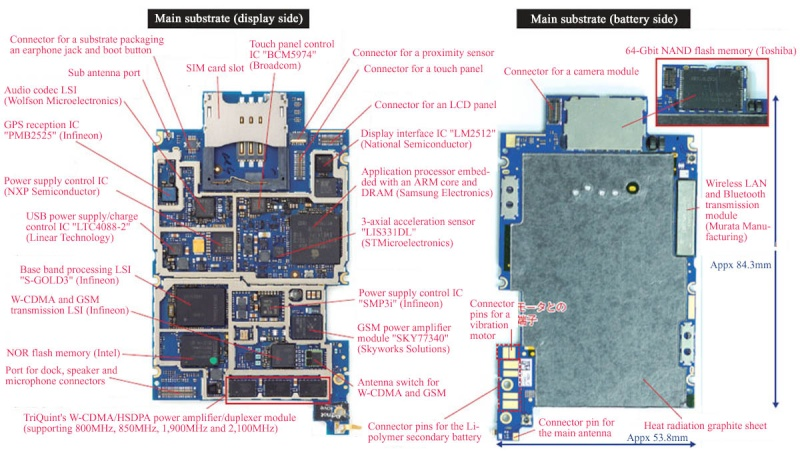 Main substrate (display side)
Main substrate (battery side)
Connector for a substrate packaging
an earphone jack and boot button
Sub antenna port
Audio codec LSI
(Wolfson Microelectronics)
GPS reception IC
"PMB2525" (Infineon)
Power supply control IC
(NXP Semiconductor)
USB power supply/charge
control IC "LTC4088-2"
(Linear Technology)
Base band processing LSI
"S-GOLD3" (Infineon)
W-CDMA and GSM
transmission LSI (Infineon)
NOR flash memory (Intel)
Port for dock, speaker and
microphone connectors
TriQuint's W-CDMA/HSDPA power amplifier/duplexer module
(supporting 800MHz, 850MHz, 1,900MHz and 2,100MHz)
SIM card slot
Touch panel control
IC "BCM5974"
(Broadcom)
Connector for a proximity sensor
Connector for a touch panel
Connector for an LCD panel
Display interface IC "LM2512"
(National Semiconductor)
Application processor embed-
ded with an ARM core and
DRAM (Samsung Electronics)
3-axial acceleration sensor
"LIS331DL"
(STMicroelectronics)
Power supply control IC
"SMP3i" (Infineon)
GSM power amplifier
module "SKY77340"
(Skyworks Solutions)
Antenna switch for
W-CDMA and GSM
Connector pins for the Li-
polymer secondary battery
64-Gbit NAND flash memory (Toshiba)
Connector for a camera module
Wireless LAN
and Bluetooth
transmission
module
(Murata Manu-
facturing)
Appx 84.3mm
Connector
pins for a
vibration
motor
モータとの
端子
Connector pin for
the main antenna
Heat radiation graphite sheet
Appx 53.8mm